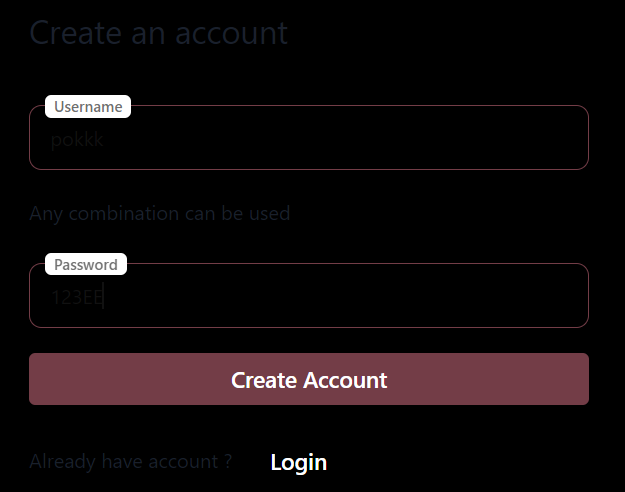 Create an account
Username
pokkk
Any combination can be used
Password
123EE
Create Account
Already have account ?
Login